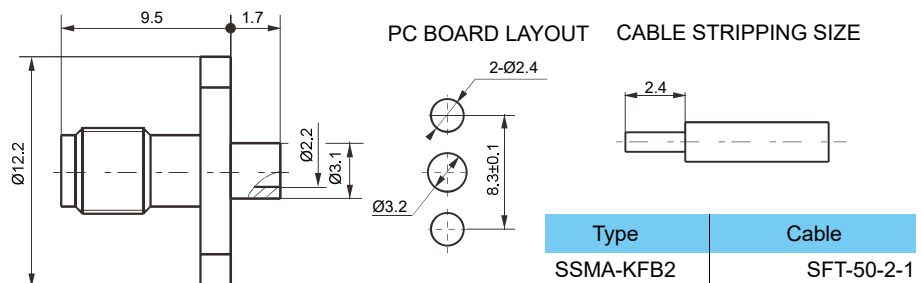 9.5
1.7
PC BOARD LAYOUT
CABLE STRIPPING SIZE
2-Ø2.4
2.4
Ø12.2
Ø2.2
Ø3.1
8.3±0.1
Ø3.2
Type
Cable
SSMA-KFB2
SFT-50-2-1